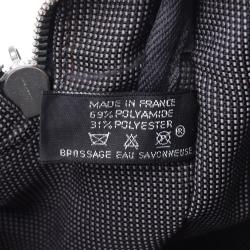 MADE IN FRANCE
69% POLYAMIDE
31% POLYESTER
®
BROSSAGE EAU SAVONNEUSE